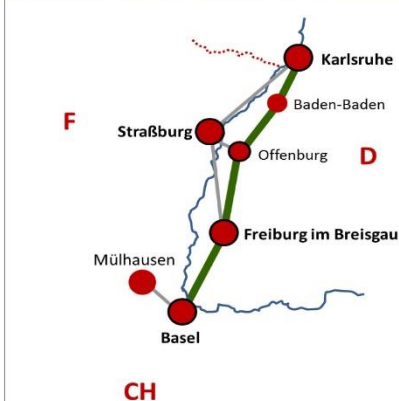 Karlsruhe
Baden-Baden
F
Straßburg
Offenburg
D
Freiburg im Breisgau
Mülhausen
Basel
CH